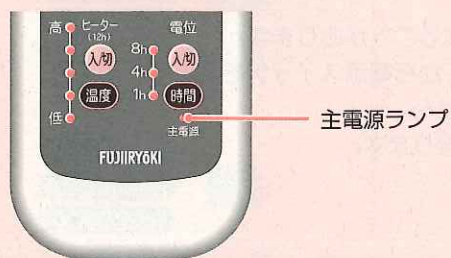 高 ヒーター 電位
(12h)
8h
入/切 入/切
4h
温度 1h 時間
低
主電源
主電源ランプ
FUJIIRYōKI